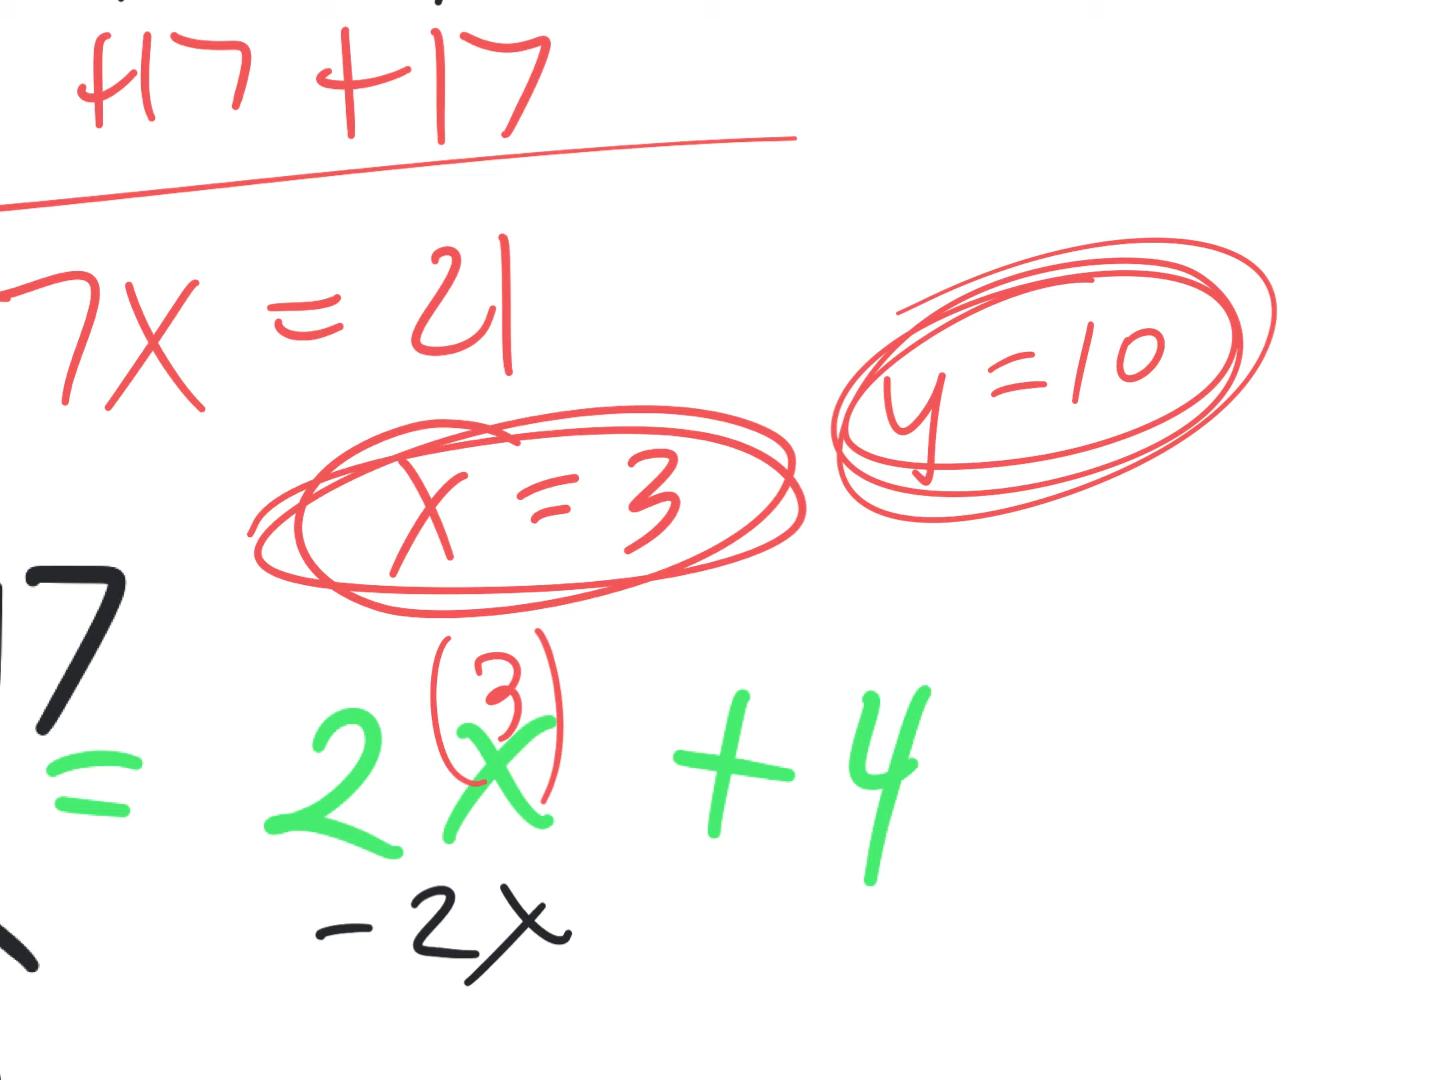 +17 +17
7x = 21
y = 10
x = 3
7
(3)
= 2x + 4
- 2x